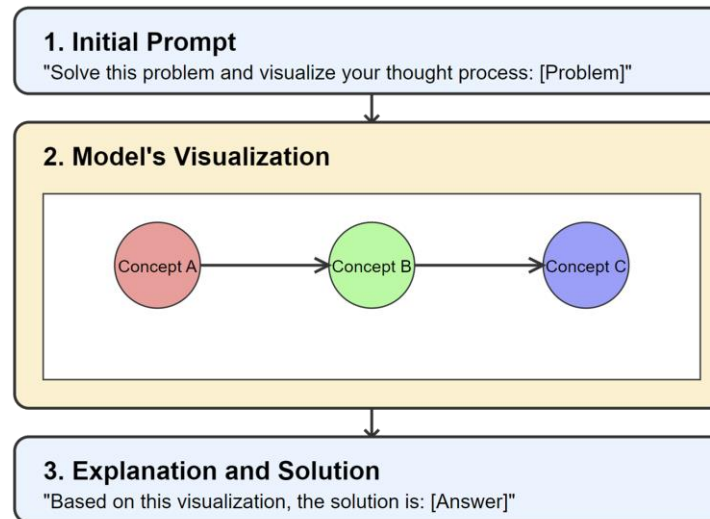 1. Initial Prompt
"Solve this problem and visualize your thought process: [Problem]"
2. Model's Visualization
Concept A
Concept B
Concept C
3. Explanation and Solution
"Based on this visualization, the solution is: [Answer]"